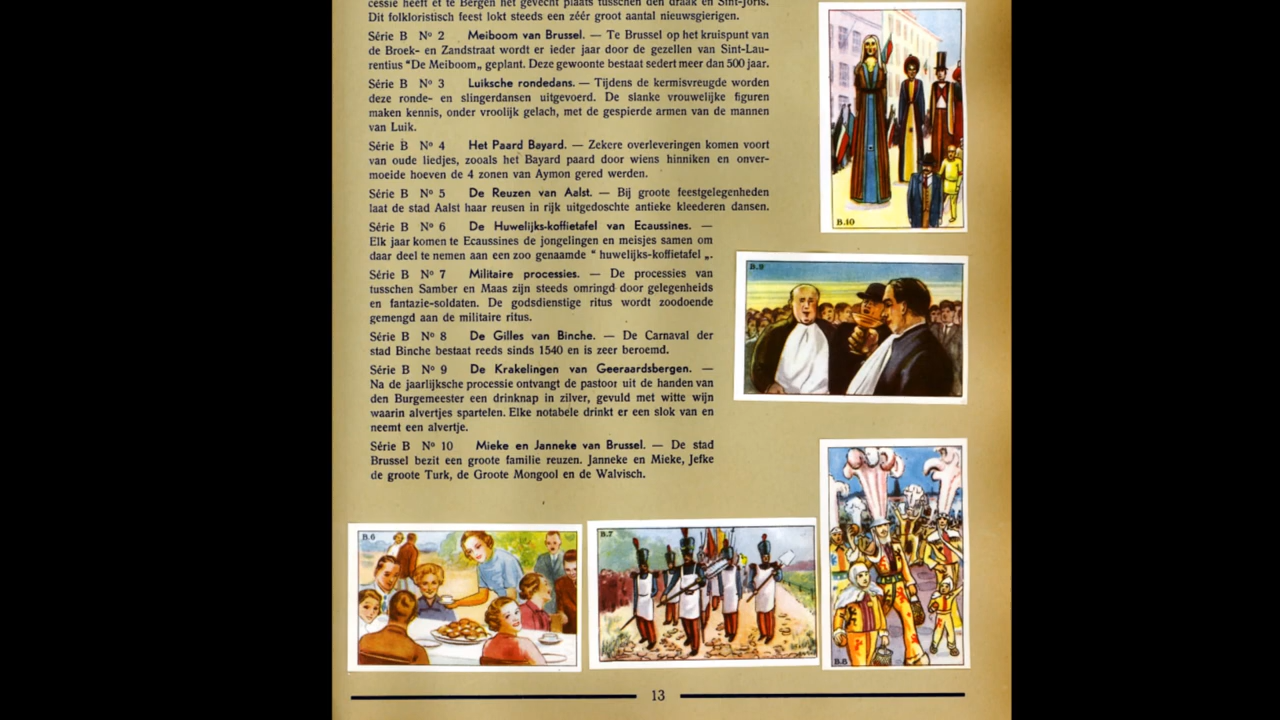 cessie heeft et te Bergen het gevecht plaats tusschen den draak en Sint-Joris.
Dit folkloristisch feest lokt steeds een zéér groot aantal nieuwsgierigen.
Série B Nº 2 Meiboom van Brussel. — Te Brussel op het kruispunt van
de Broek- en Zandstraat wordt er ieder jaar door de gezellen van Sint-Lau-
rentius “De Meiboom„ geplant. Deze gewoonte bestaat sedert meer dan 500 jaar.
Série B Nº 3 Luiksche rondedans. — Tijdens de kermisvreugde worden
deze ronde- en slingerdansen uitgevoerd. De slanke vrouwelijke figuren
maken kennis, onder vroolijk gelach, met de gespierde armen van de mannen
van Luik.
Série B Nº 4 Het Paard Bayard. — Zekere overleveringen komen voort
van oude liedjes, zooals het Bayard paard door wiens hinniken en onver-
moeide hoeven de 4 zonen van Aymon gered werden.
Série B Nº 5 De Reuzen van Aalst. — Bij groote feestgelegenheden
laat de stad Aalst haar reusen in rijk uitgedoschte antieke kleederen dansen.
Série B Nº 6 De Huwelijks-koffietafel van Ecaussines. —
Elk jaar komen te Ecaussines de jongelingen en meisjes samen om
daar deel te nemen aan een zoo genaamde “ huwelijks-koffietafel „.
Série B Nº 7 Militaire processies. — De processies van
tusschen Samber en Maas zijn steeds omringd door gelegenheids
en fantazie-soldaten. De godsdienstige ritus wordt zoodoende
gemengd aan de militaire ritus.
Série B Nº 8 De Gilles van Binche. — De Carnaval der
stad Binche bestaat reeds sinds 1540 en is zeer beroemd.
Série B Nº 9 De Krakelingen van Geeraardsbergen. —
Na de jaarlijksche processie ontvangt de pastoor uit de handen van
den Burgemeester een drinknap in zilver, gevuld met witte wijn
waarin alvertjes spartelen. Elke notabele drinkt er een slok van en
neemt een alvertje.
Série B Nº 10 Mieke en Janneke van Brussel. — De stad
Brussel bezit een groote familie reuzen. Janneke en Mieke, Jefke
de groote Turk, de Groote Mongool en de Walvisch.
B.10
B.9
B.6
B.7
B.8
13